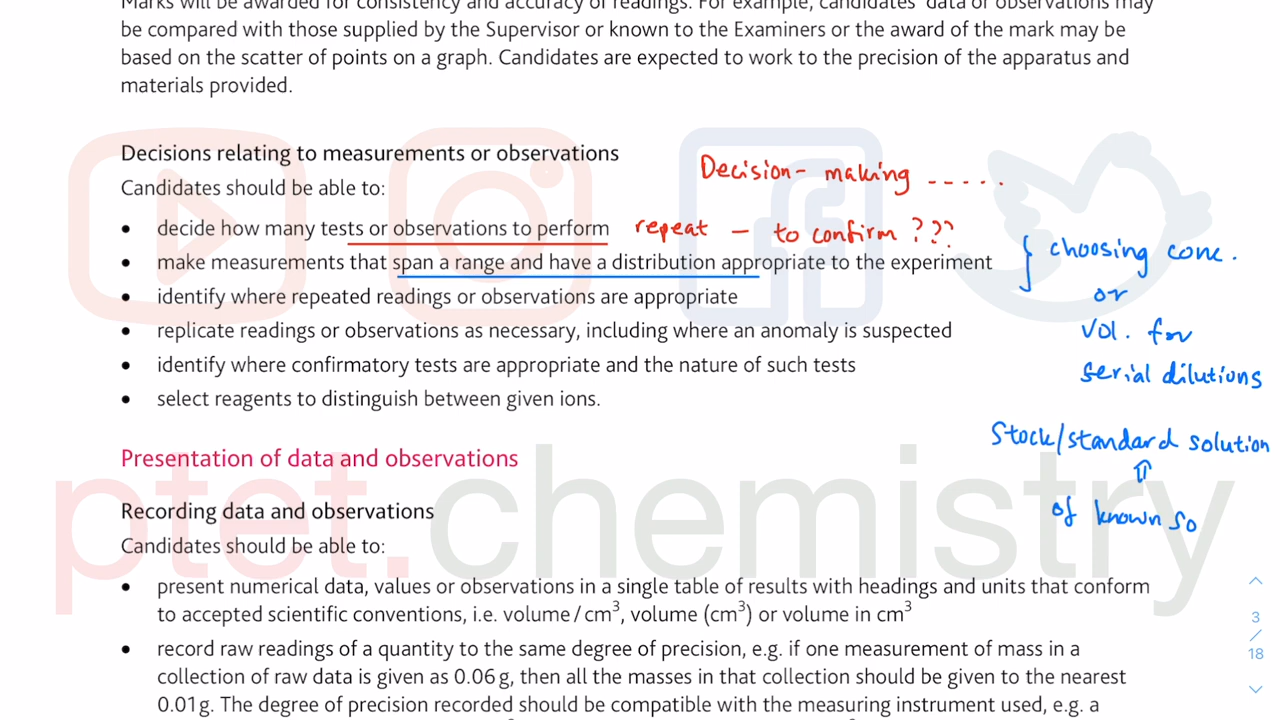 Marks will be awarded for consistency and accuracy of readings. For example, candidates' data or observations may
be compared with those supplied by the Supervisor or known to the Examiners or the award of the mark may be
based on the scatter of points on a graph. Candidates are expected to work to the precision of the apparatus and
materials provided.
Decisions relating to measurements or observations
Decision- making .....
Candidates should be able to:
• decide how many tests or observations to perform repeat – to confirm ???
• make measurements that span a range and have a distribution appropriate to the experiment } choosing conc.
• identify where repeated readings or observations are appropriate
or
• replicate readings or observations as necessary, including where an anomaly is suspected
vol. for
• identify where confirmatory tests are appropriate and the nature of such tests
serial dilutions
• select reagents to distinguish between given ions.
Stock/standard solution
⇑
of known so
Presentation of data and observations
ptet.chemistry
Recording data and observations
Candidates should be able to:
• present numerical data, values or observations in a single table of results with headings and units that conform
to accepted scientific conventions, i.e. volume / cm³, volume (cm³) or volume in cm³
• record raw readings of a quantity to the same degree of precision, e.g. if one measurement of mass in a
collection of raw data is given as 0.06 g, then all the masses in that collection should be given to the nearest
0.01 g. The degree of precision recorded should be compatible with the measuring instrument used, e.g. a
3
/
18